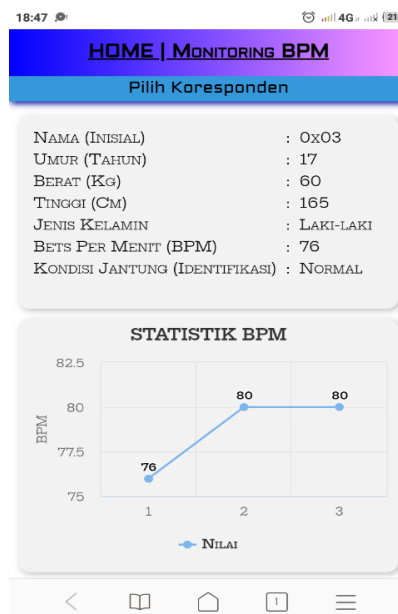 18:47 4G 21
HOME | Monitoring BPM
Pilih Koresponden
Nama (Inisial) : 0x03
Umur (Tahun) : 17
Berat (Kg) : 60
Tinggi (Cm) : 165
Jenis Kelamin : Laki-laki
Bets Per Menit (BPM) : 76
Kondisi Jantung (Identifikasi) : Normal
STATISTIK BPM
82.5
80
77.5
75
BPM
76
80
80
1 2 3
Nilai
1